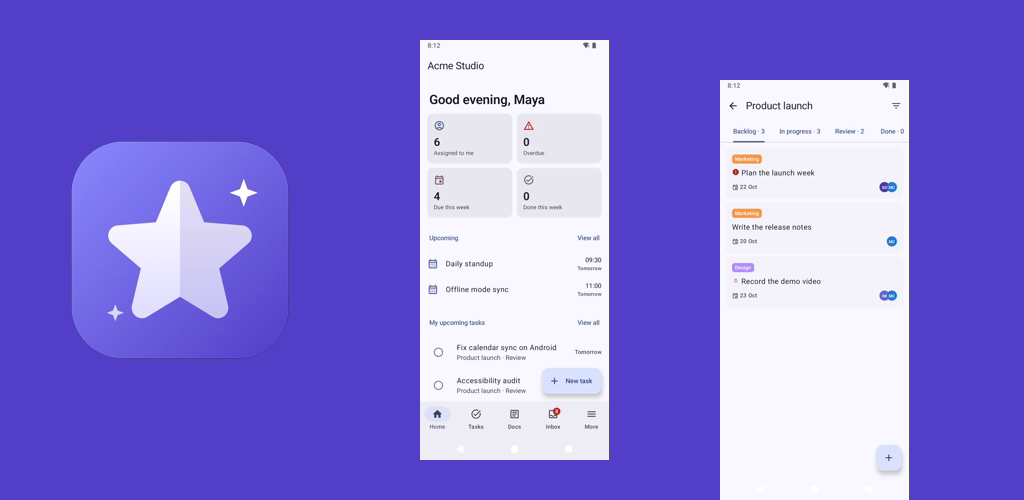 8:12
Acme Studio
Good evening, Maya
6
Assigned to me
0
Overdue
4
Due this week
0
Done this week
Upcoming
View all
Daily standup
09:30
Tomorrow
Offline mode sync
11:00
Tomorrow
My upcoming tasks
View all
Fix calendar sync on Android
Product launch · Review
Tomorrow
Accessibility audit
Product launch · Review
+ New task
Home
Tasks
Docs
Inbox
More
8:12
Product launch
Backlog · 3
In progress · 3
Review · 2
Done · 0
Marketing
Plan the launch week
22 Oct
MC
Marketing
Write the release notes
20 Oct
MC
Design
Record the demo video
23 Oct
MC